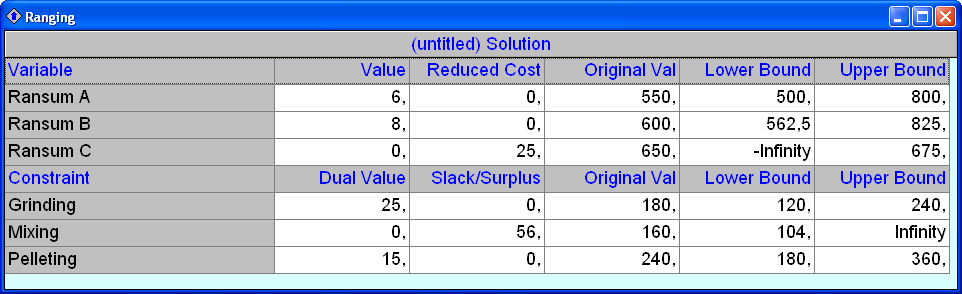 Ranging
(untitled) Solution
Variable Value Reduced Cost Original Val Lower Bound Upper Bound
Ransum A 6, 0, 550, 500, 800,
Ransum B 8, 0, 600, 562,5 825,
Ransum C 0, 25, 650, -Infinity 675,
Constraint Dual Value Slack/Surplus Original Val Lower Bound Upper Bound
Grinding 25, 0, 180, 120, 240,
Mixing 0, 56, 160, 104, Infinity
Pelleting 15, 0, 240, 180, 360,